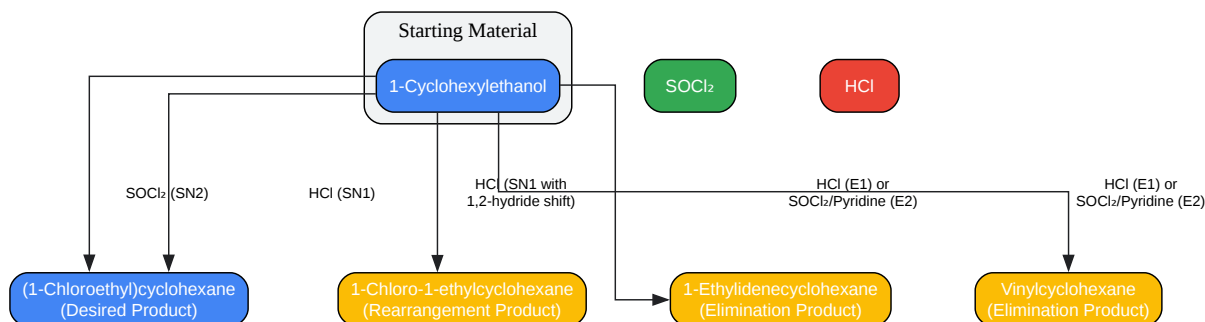 Starting Material
1-Cyclohexylethanol
SOCl₂
HCl
SOCl₂ (SN2)
HCl (SN1)
HCl (SN1 with
1,2-hydride shift)
HCl (E1) or
SOCl₂/Pyridine (E2)
HCl (E1) or
SOCl₂/Pyridine (E2)
(1-Chloroethyl)cyclohexane
(Desired Product)
1-Chloro-1-ethylcyclohexane
(Rearrangement Product)
1-Ethylidenecyclohexane
(Elimination Product)
Vinylcyclohexane
(Elimination Product)